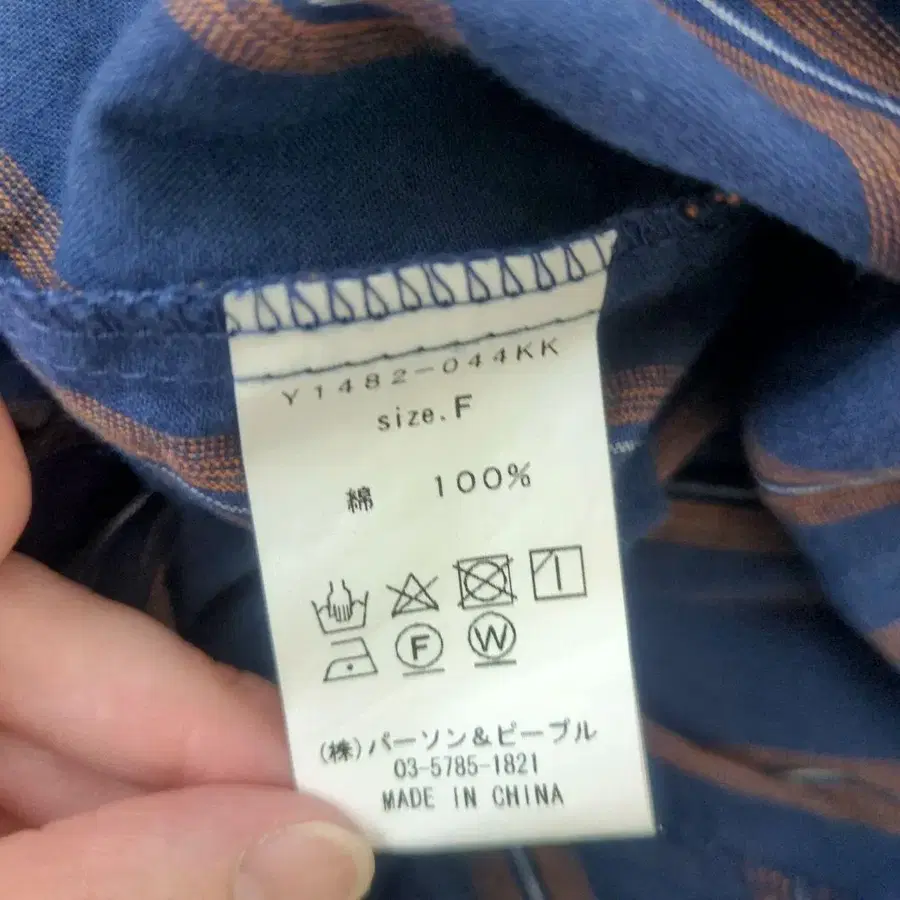 Y1482-044KK
size.F
綿 100%
F W
(株)パーソン&ピープル
03-5785-1821
MADE IN CHINA